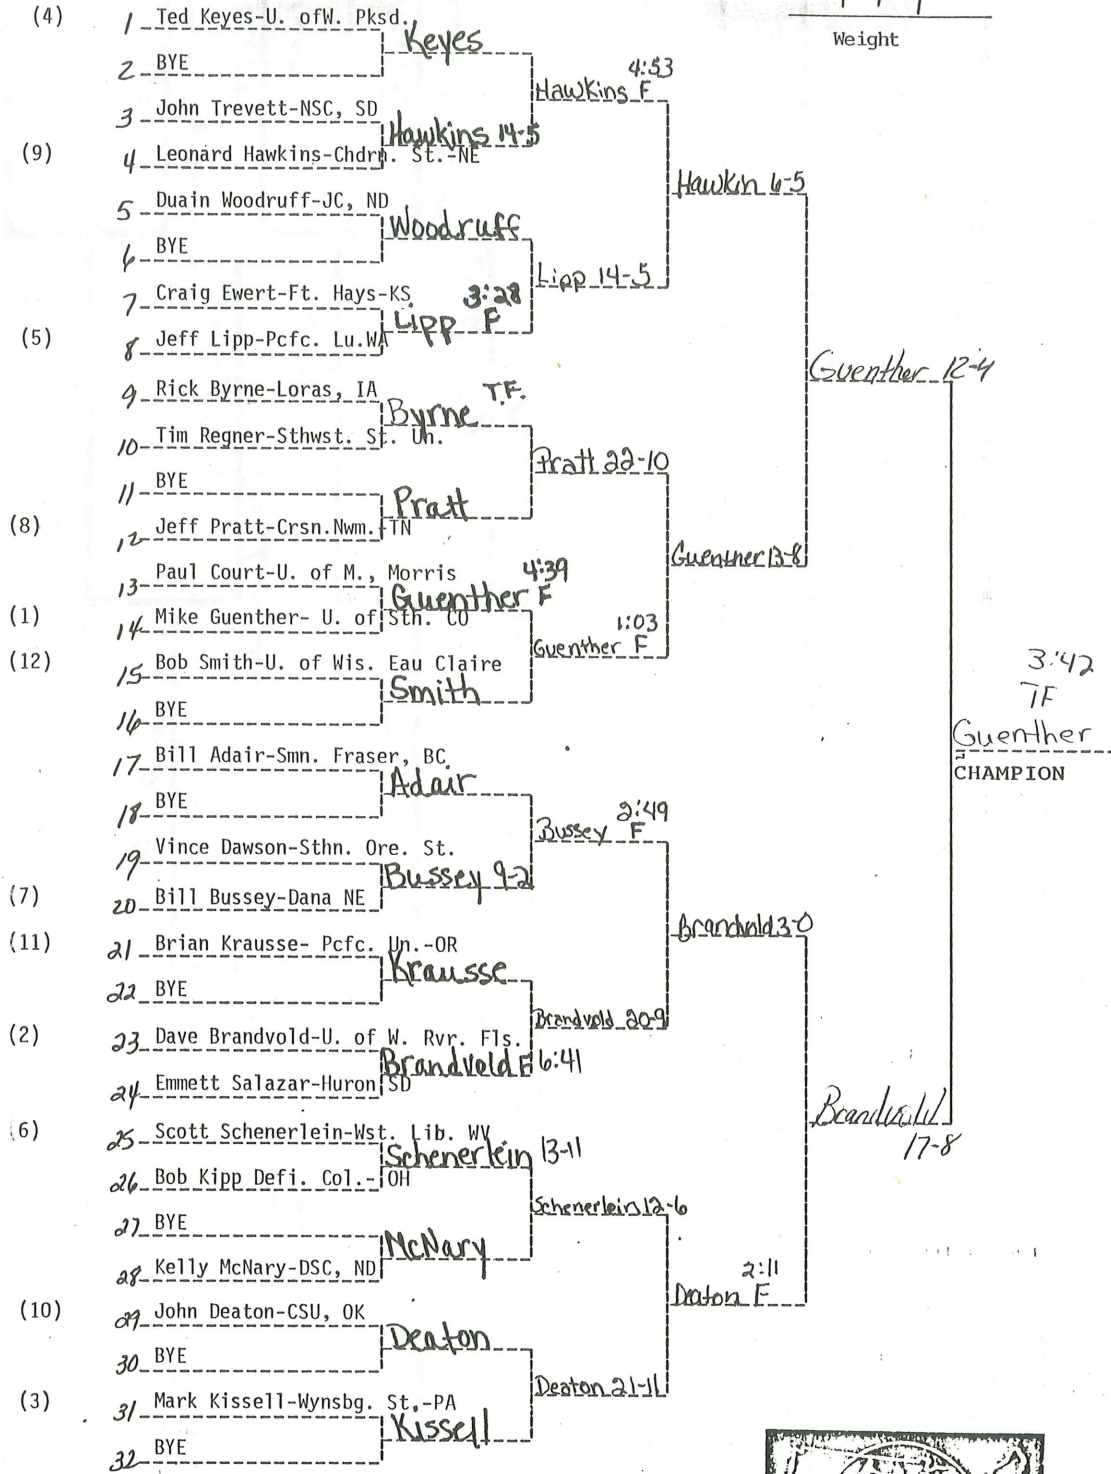 (4) 1 Ted Keyes-U. ofW. Pksd.
Keyes
2 BYE
Weight
4:53
Hawkins F
3 John Trevett-NSC, SD
Hawkins 14-5
(9) 4 Leonard Hawkins-Chdrn. St.-NE
Hawkin 6-5
5 Duain Woodruff-JC, ND
Woodruff
6 BYE
Lipp 14-5
7 Craig Ewert-Ft. Hays-KS
3:28
Lipp F
(5) 8 Jeff Lipp-Pcfc. Lu.WA
Guenther 12-4
9 Rick Byrne-Loras, IA
T.F.
Byrne
10 Tim Regner-Sthwst. St. Un.
Pratt 22-10
11 BYE
Pratt
(8) 12 Jeff Pratt-Crsn.Nwm.-TN
Guenther 13-8
13 Paul Court-U. of M., Morris
4:39
Guenther F
(1) 14 Mike Guenther- U. of Sth. CO
1:03
Guenther F
(12) 15 Bob Smith-U. of Wis. Eau Claire
Smith
16 BYE
3:42
TF
Guenther
CHAMPION
17 Bill Adair-Smn. Fraser, BC
Adair
18 BYE
2:49
Bussey F
19 Vince Dawson-Sthn. Ore. St.
Bussey 9-2
(7) 20 Bill Bussey-Dana NE
Brandvold 3-0
(11) 21 Brian Krausse- Pcfc. Un.-OR
Krausse
22 BYE
Brandvold 20-9
(2) 23 Dave Brandvold-U. of W. Rvr. Fls.
Brandvold F 6:41
24 Emmett Salazar-Huron SD
Brandvold
17-8
(6) 25 Scott Schenerlein-Wst. Lib. WV
Schenerlein 13-11
26 Bob Kipp Defi. Col.- OH
Schenerlein 12-6
27 BYE
McNary
28 Kelly McNary-DSC, ND
2:11
Deaton F
(10) 29 John Deaton-CSU, OK
Deaton
30 BYE
Deaton 21-11
(3) 31 Mark Kissell-Wynsbg. St.-PA
Kissell
32 BYE